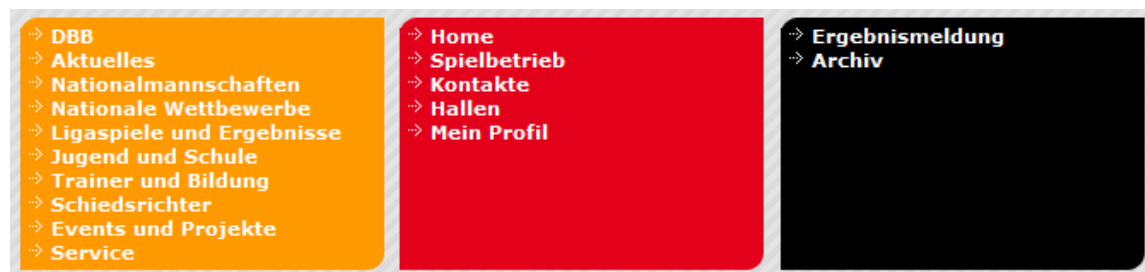 DBB
Aktuelles
Nationalmannschaften
Nationale Wettbewerbe
Ligaspiele und Ergebnisse
Jugend und Schule
Trainer und Bildung
Schiedsrichter
Events und Projekte
Service
Home
Spielbetrieb
Kontakte
Hallen
Mein Profil
Ergebnismeldung
Archiv